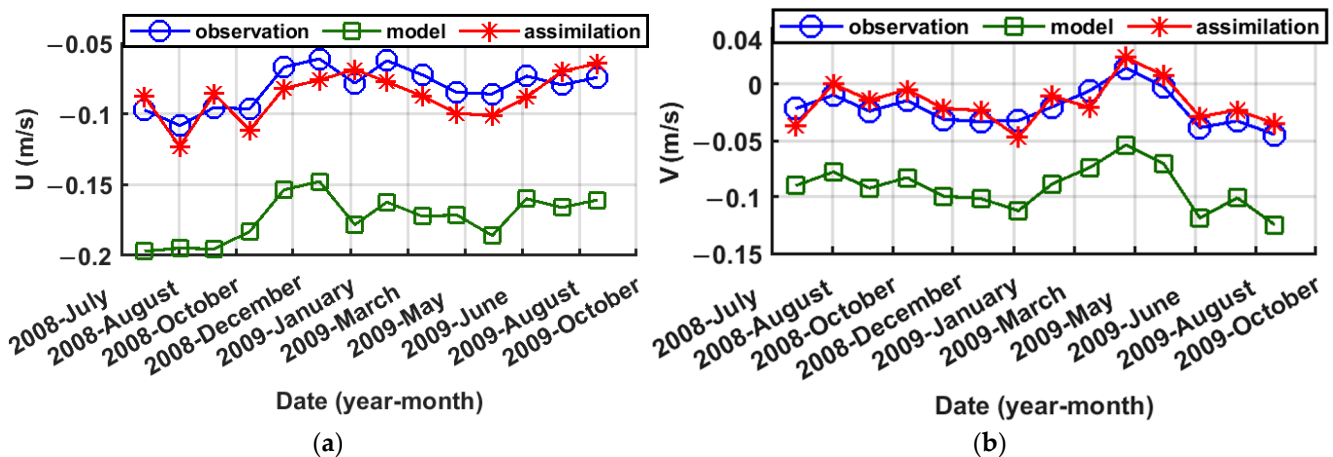 observation model assimilation
−0.05
−0.1
−0.15
−0.2
U (m/s)
2008-July
2008-August
2008-October
2008-December
2009-January
2009-March
2009-May
2009-June
2009-August
2009-October
Date (year-month)
(a)
observation model assimilation
0.04
0
−0.05
−0.1
−0.15
V (m/s)
2008-July
2008-August
2008-October
2008-December
2009-January
2009-March
2009-May
2009-June
2009-August
2009-October
Date (year-month)
(b)